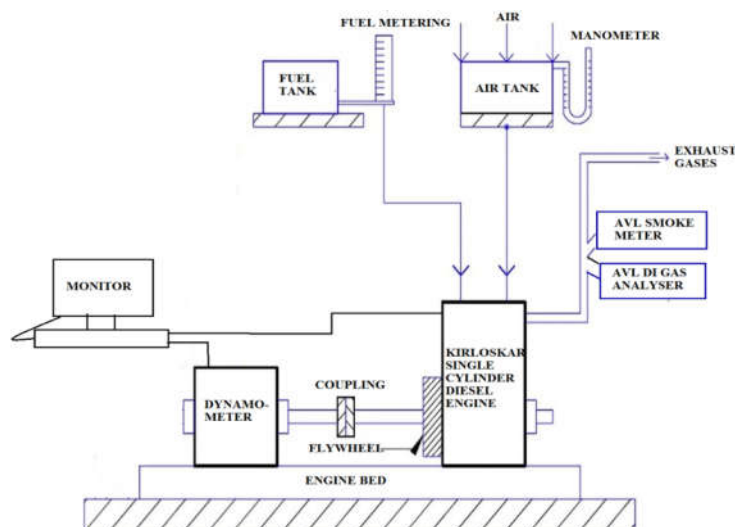 FUEL METERING
AIR
MANOMETER
FUEL
TANK
AIR TANK
EXHAUST
GASES
AVL SMOKE
METER
AVL DI GAS
ANALYSER
MONITOR
KIRLOSKAR
SINGLE
CYLINDER
DIESEL
ENGINE
COUPLING
DYNAMO-
METER
FLYWHEEL
ENGINE BED